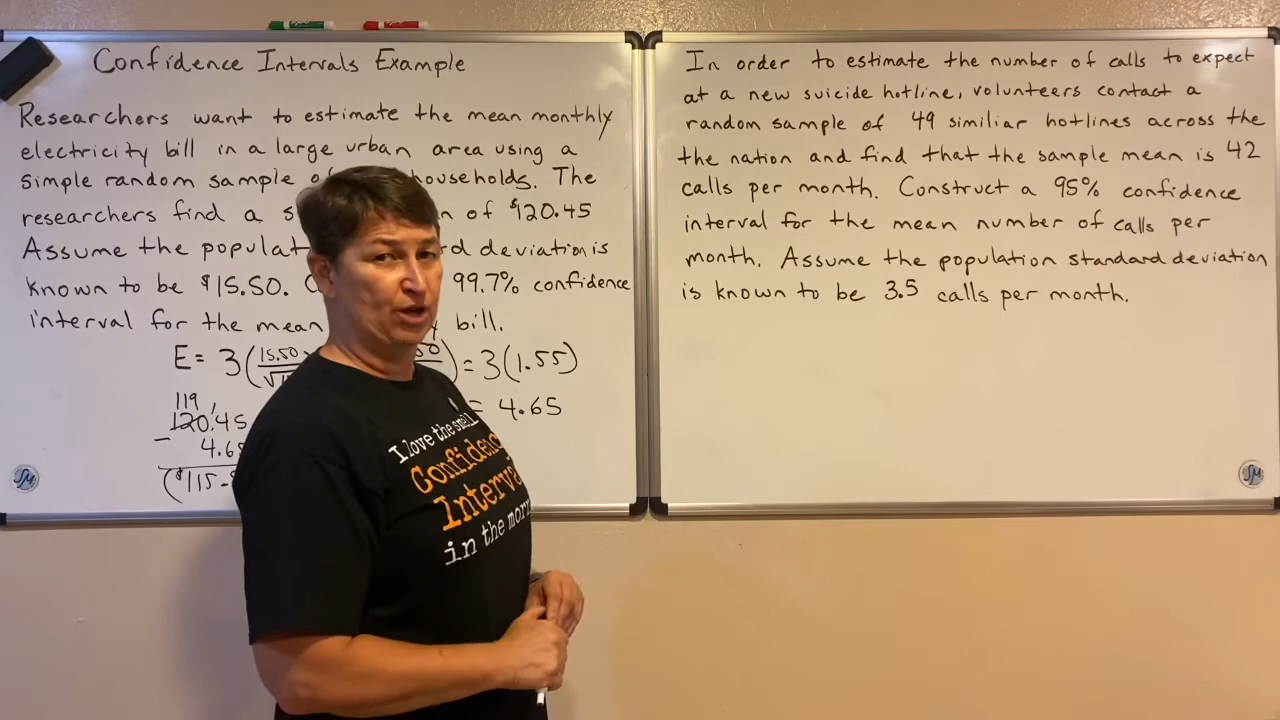 Confidence Intervals Example
Researchers want to estimate the mean monthly
electricity bill in a large urban area using a
simple random sample households. The
researchers find a of $120.45
Assume the deviation is
known to be $15.50. 99.7% confidence
interval for the bill.
E = 3(15.50 ) = 3(1.55)
= 4.65
119
120.45
- 4.65
($115.
In order to estimate the number of calls to expect
at a new suicide hotline, volunteers contact a
random sample of 49 similiar hotlines across the
the nation and find that the sample mean is 42
calls per month. Construct a 95% confidence
interval for the mean number of calls per
month. Assume the population standard deviation
is known to be 3.5 calls per month.
I love the smell
Confidence
Interval
in the
SM
SM